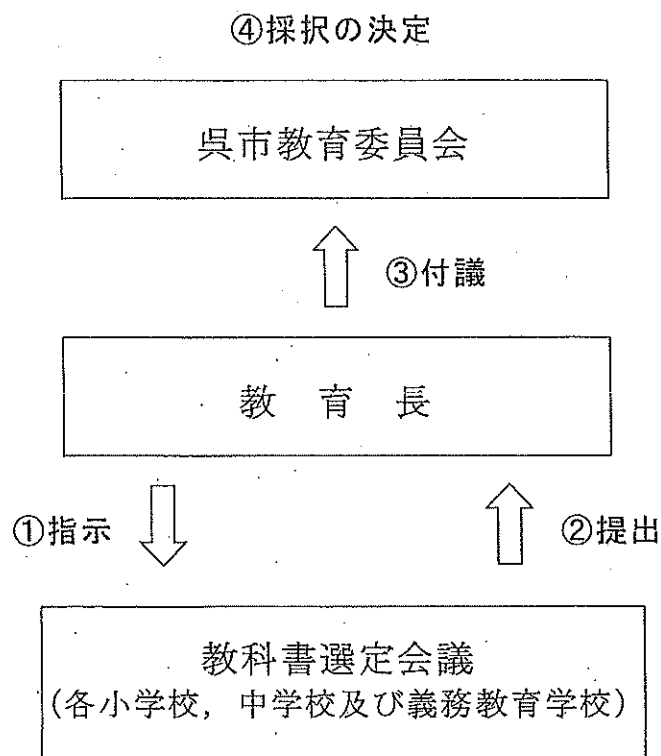 ④採択の決定
呉市教育委員会
③付議
教育長
①指示
②提出
教科書選定会議
(各小学校，中学校及び義務教育学校)